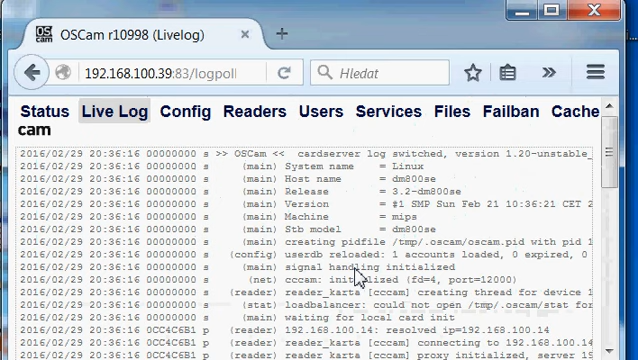 OSCam r10998 (Livelog)
192.168.100.39:83/logpoll
Hledat
Status Live Log Config Readers Users Services Files Failban Cache
cam
2016/02/29 20:36:16 00000000 s >> OSCam << cardserver log switched, version 1.20-unstable_
2016/02/29 20:36:16 00000000 s (main) System name = Linux
2016/02/29 20:36:16 00000000 s (main) Host name = dm800se
2016/02/29 20:36:16 00000000 s (main) Release = 3.2-dm800se
2016/02/29 20:36:16 00000000 s (main) Version = #1 SMP Sun Feb 21 10:36:21 CET 2
2016/02/29 20:36:16 00000000 s (main) Machine = mips
2016/02/29 20:36:16 00000000 s (main) Stb model = dm800se
2016/02/29 20:36:16 00000000 s (main) creating pidfile /tmp/.oscam/oscam.pid with pid 1
2016/02/29 20:36:16 00000000 s (config) userdb reloaded: 1 accounts loaded, 0 expired, 0
2016/02/29 20:36:16 00000000 s (main) signal handling initialized
2016/02/29 20:36:16 00000000 s (net) cccam: initialized (fd=4, port=12000)
2016/02/29 20:36:16 00000000 s (reader) reader_karta [cccam] creating thread for device 1
2016/02/29 20:36:16 00000000 s (stat) loadbalancer: could not open /tmp/.oscam/stat for
2016/02/29 20:36:16 00000000 s (main) waiting for local card init
2016/02/29 20:36:16 0CC4C6B1 p (reader) 192.168.100.14: resolved ip=192.168.100.14
2016/02/29 20:36:16 0CC4C6B1 p (reader) reader_karta [cccam] connecting to 192.168.100.14
2016/02/29 20:36:16 0CC4C6B1 p (reader) reader_karta [cccam] proxy initialized, server 19